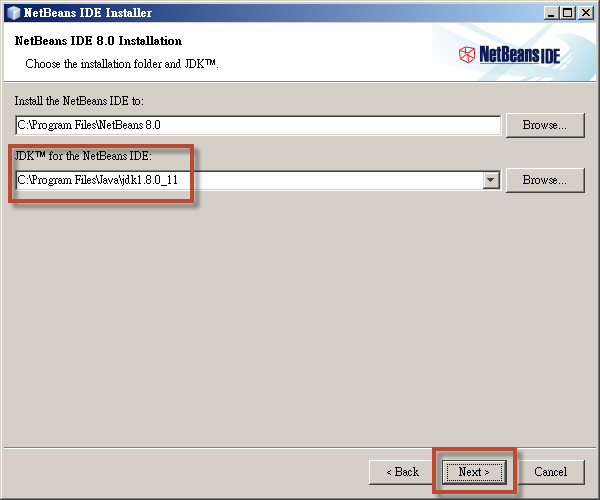 NetBeans IDE Installer
NetBeans IDE 8.0 Installation
Choose the installation folder and JDK™.
NetBeans IDE
Install the NetBeans IDE to:
C:\Program Files\NetBeans 8.0
Browse...
JDK™ for the NetBeans IDE:
C:\Program Files\Java\jdk1.8.0_11
Browse...
< Back
Next >
Cancel